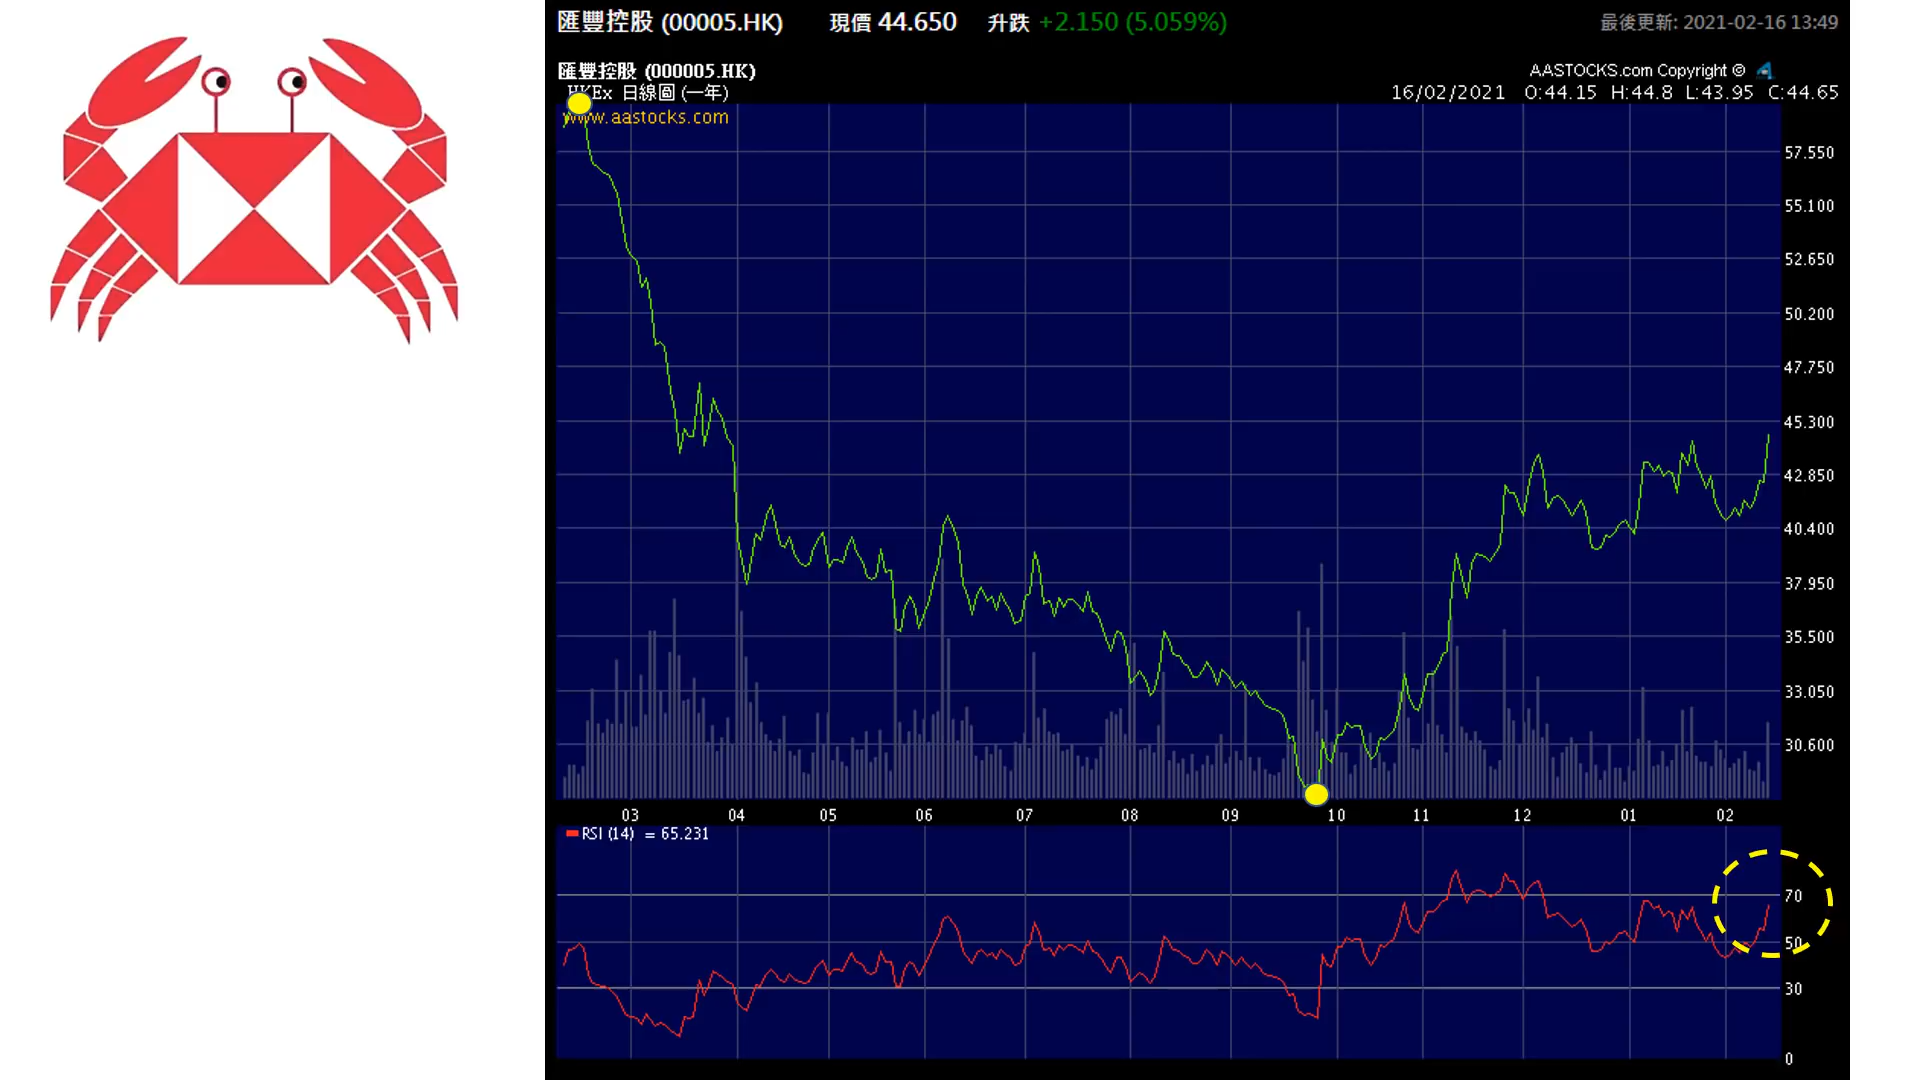 匯豐控股 (00005.HK) 現價 44.650 升跌 +2.150 (5.059%) 最後更新: 2021-02-16 13:49
匯豐控股 (000005.HK) AASTOCKS.com Copyright ©
HKEx 日線圖 (一年) 16/02/2021 O:44.15 H:44.8 L:43.95 C:44.65
www.aastocks.com
57.550
55.100
52.650
50.200
47.750
45.300
42.850
40.400
37.950
35.500
33.050
30.600
03 04 05 06 07 08 09 10 11 12 01 02
RSI (14) = 65.231
70
50
30
0